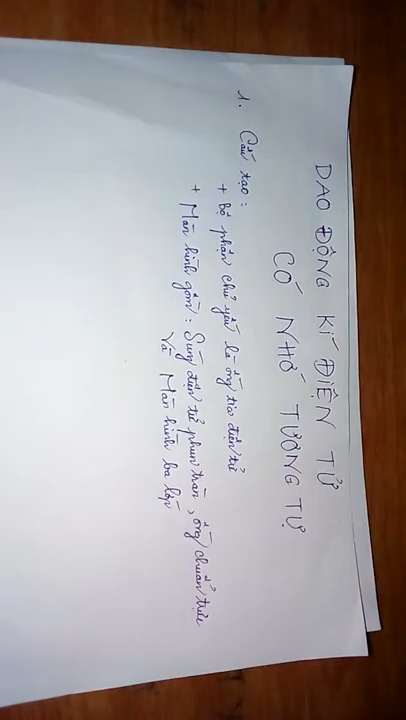 DAO ĐỘNG KÍ ĐIỆN TỬ
CÓ NHỚ TƯƠNG TỰ
1. Cấu tạo :
+ Bộ phận chủ yếu là ống tia điện tử
+ Màn hình gồm : Súng điện tử phun tràn , ống chuẩn trực
Và Màn hình ba lớp